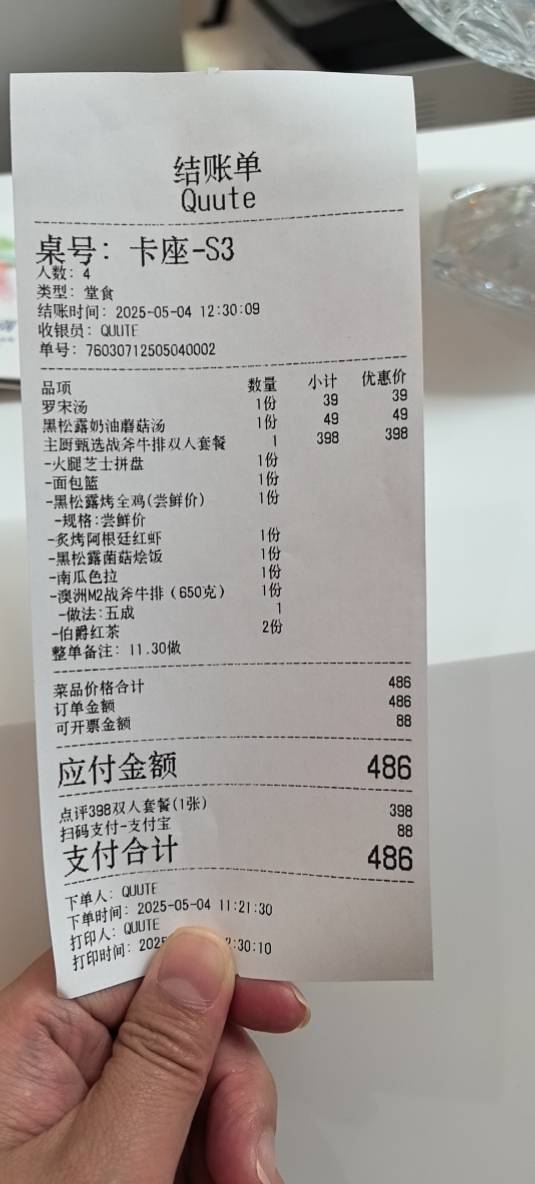 结账单
Quute
桌号: 卡座-S3
人数: 4
类型: 堂食
结账时间: 2025-05-04 12:30:09
收银员: QUUTE
单号: 76030712505040002
品项 数量 小计 优惠价
罗宋汤 1份 39 39
黑松露奶油蘑菇汤 1份 49 49
主厨甄选战斧牛排双人套餐 1 398 398
-火腿芝士拼盘 1份
-面包篮 1份
-黑松露烤全鸡(尝鲜价) 1份
-规格:尝鲜价
-炙烤阿根廷红虾 1份
-黑松露菌菇烩饭 1份
-南瓜色拉 1份
-澳洲M2战斧牛排（650克） 1份
-做法:五成 1
-伯爵红茶 2份
整单备注: 11.30做
菜品价格合计 486
订单金额 486
可开票金额 88
应付金额 486
点评398双人套餐(1张) 398
扫码支付-支付宝 88
支付合计 486
下单人: QUUTE
下单时间: 2025-05-04 11:21:30
打印人: QUUTE
打印时间: 202 :30:10